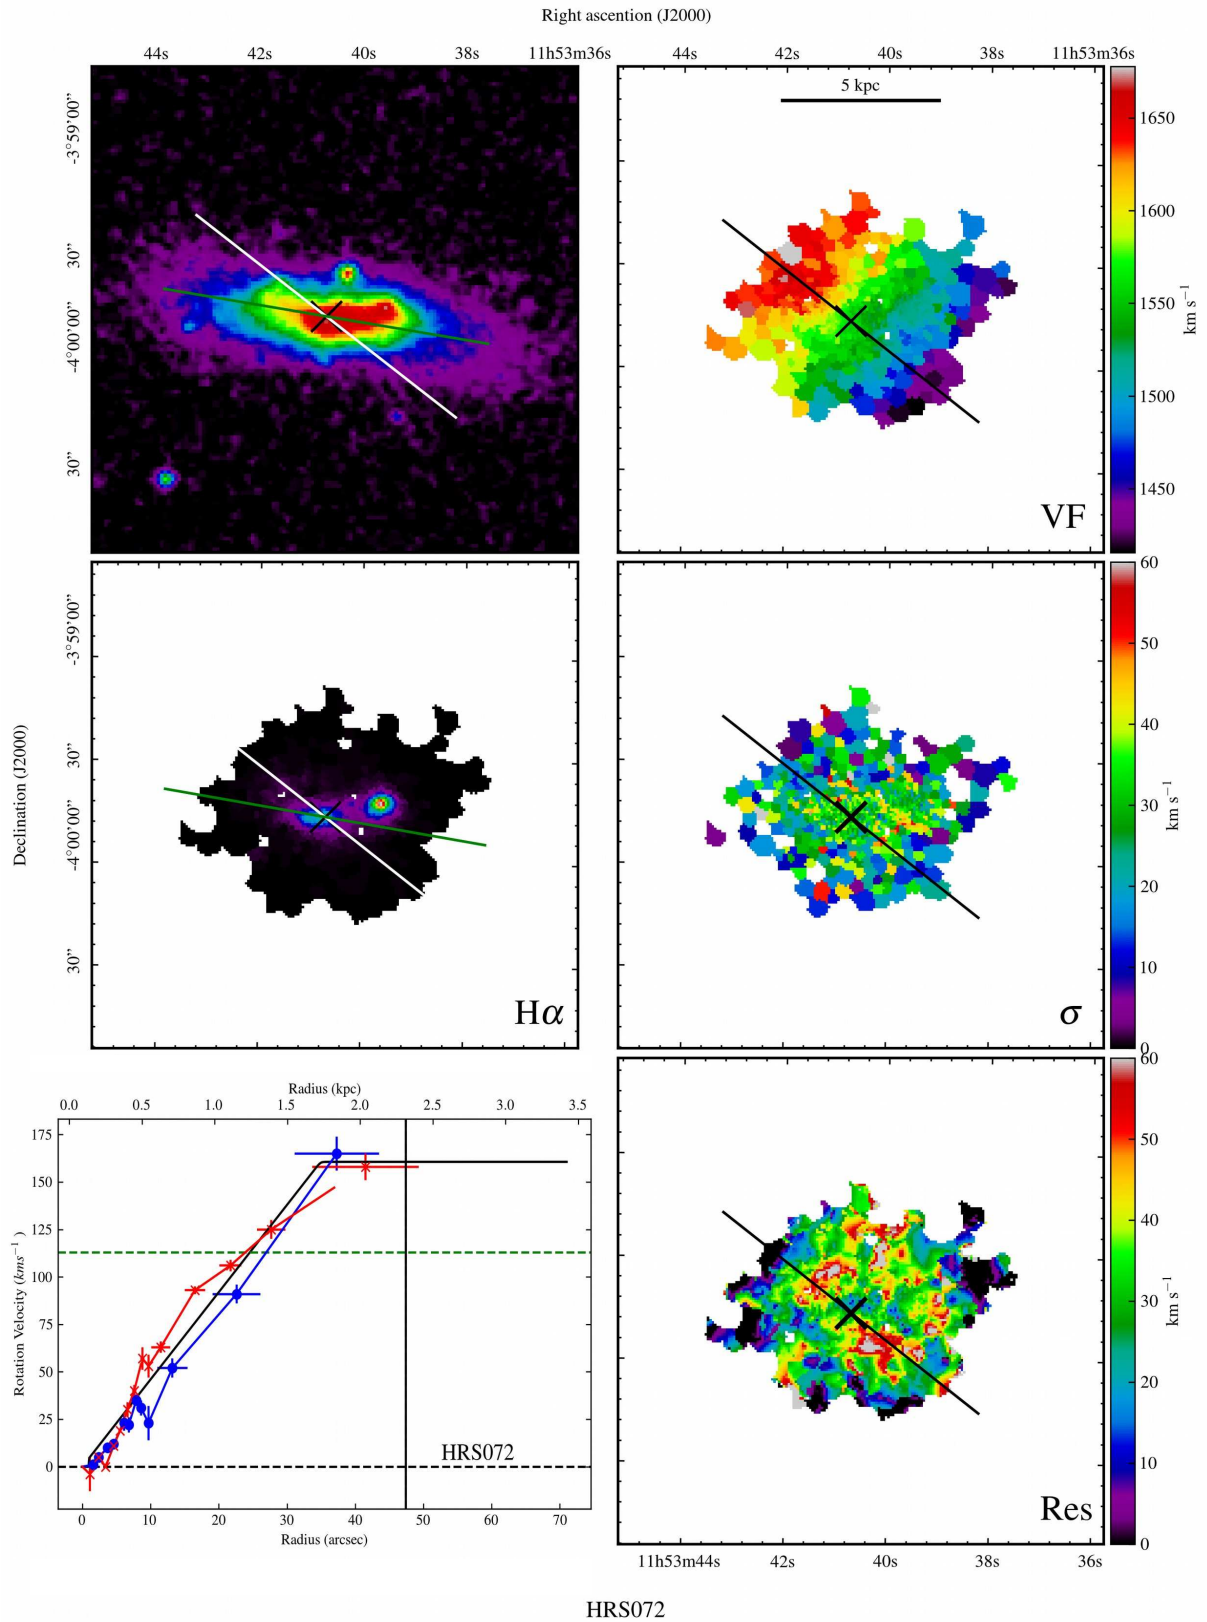 Right ascention (J2000)
44s 42s 40s 38s 11h53m36s
44s 42s 40s 38s 11h53m36s
5 kpc
-3°59’00”
30”
-4°00’00”
30”
1650
1600
1550
1500
1450
km s⁻¹
VF
Declination (J2000)
-3°59’00”
30”
-4°00’00”
30”
Hα
60
50
40
30
20
10
0
km s⁻¹
σ
Radius (kpc)
0.0 0.5 1.0 1.5 2.0 2.5 3.0 3.5
175
150
125
100
75
50
25
0
Rotation Velocity (kms⁻¹ )
HRS072
0 10 20 30 40 50 60 70
Radius (arcsec)
60
50
40
30
20
10
0
km s⁻¹
Res
11h53m44s 42s 40s 38s 36s
HRS072